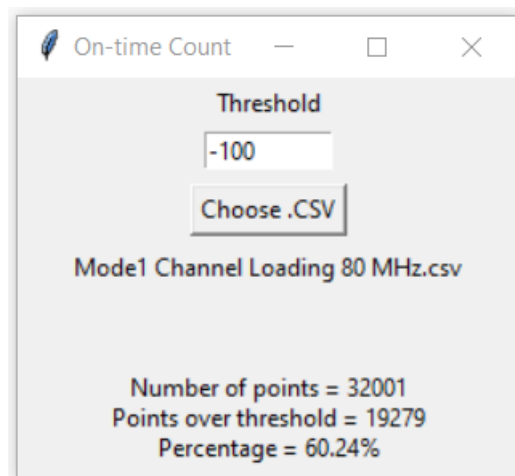 On-time Count
Threshold
-100
Choose .CSV
Mode1 Channel Loading 80 MHz.csv
Number of points = 32001
Points over threshold = 19279
Percentage = 60.24%